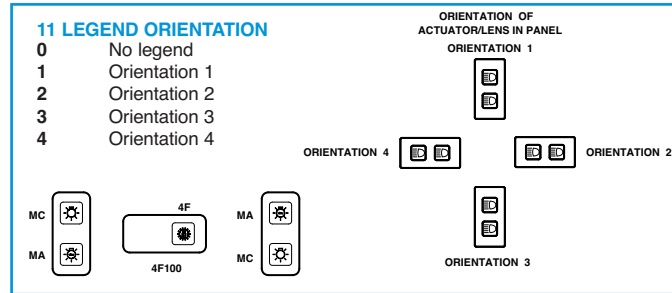 11 LEGEND ORIENTATION
0 No legend
1 Orientation 1
2 Orientation 2
3 Orientation 3
4 Orientation 4
ORIENTATION OF
ACTUATOR/LENS IN PANEL
ORIENTATION 1
ORIENTATION 4
ORIENTATION 2
ORIENTATION 3
MC
MA
4F
4F100
MA
MC